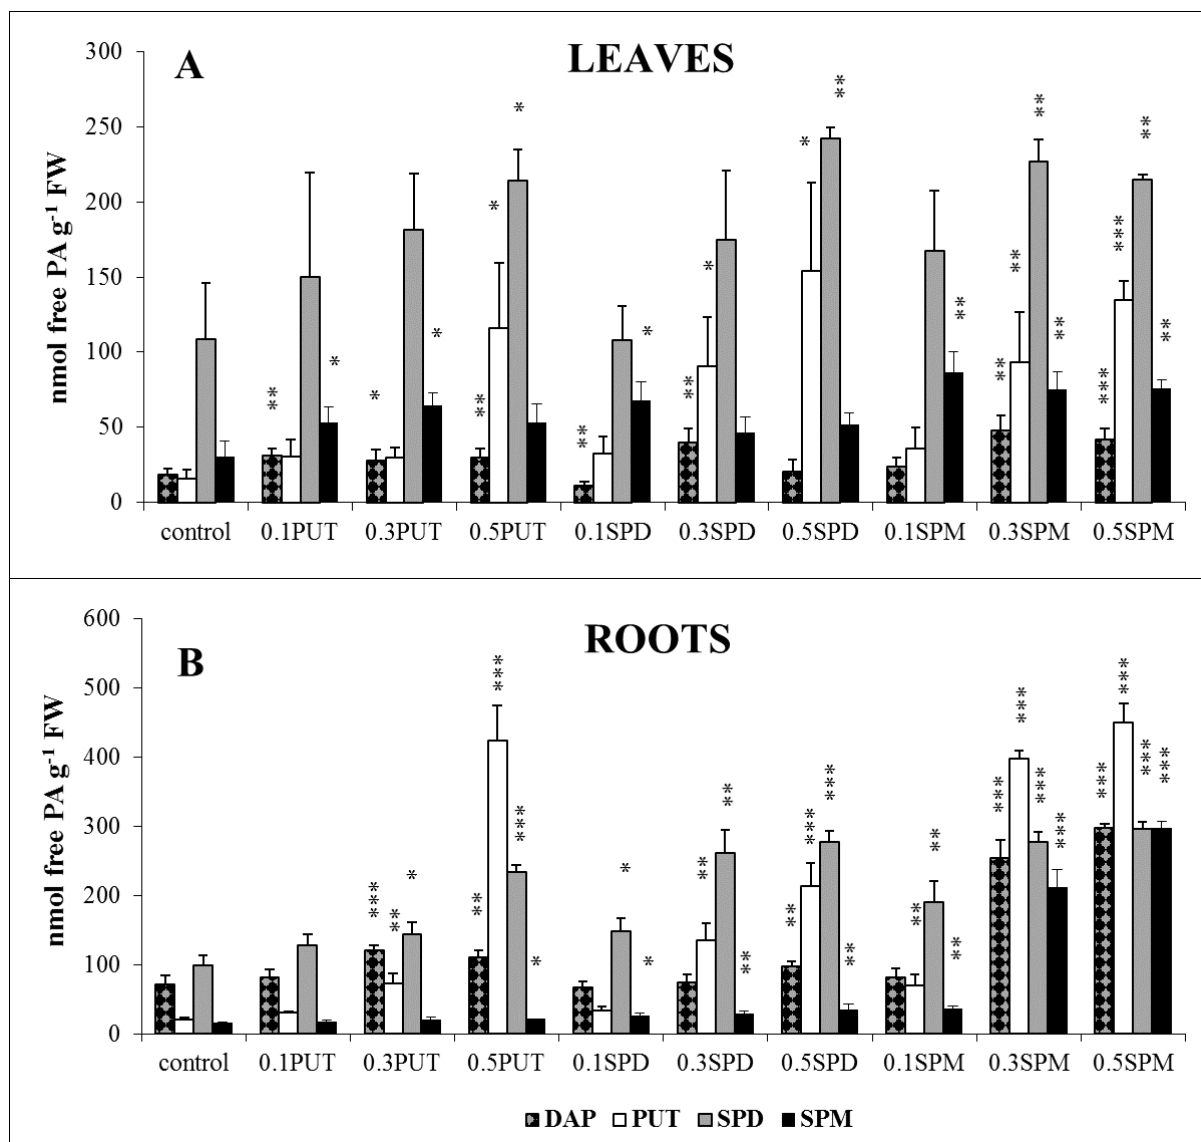 A
LEAVES
nmol free PA g⁻¹ FW
300
250
200
150
100
50
0
** * * ** * * * ** * ** * * * ** ** ** ** ** *** *** ** **
control 0.1PUT 0.3PUT 0.5PUT 0.1SPD 0.3SPD 0.5SPD 0.1SPM 0.3SPM 0.5SPM
B
ROOTS
nmol free PA g⁻¹ FW
600
500
400
300
200
100
0
*** ** * ** *** *** * * * ** ** ** ** *** *** ** ** ** ** *** *** *** *** *** *** *** ***
control 0.1PUT 0.3PUT 0.5PUT 0.1SPD 0.3SPD 0.5SPD 0.1SPM 0.3SPM 0.5SPM
DAP PUT SPD SPM